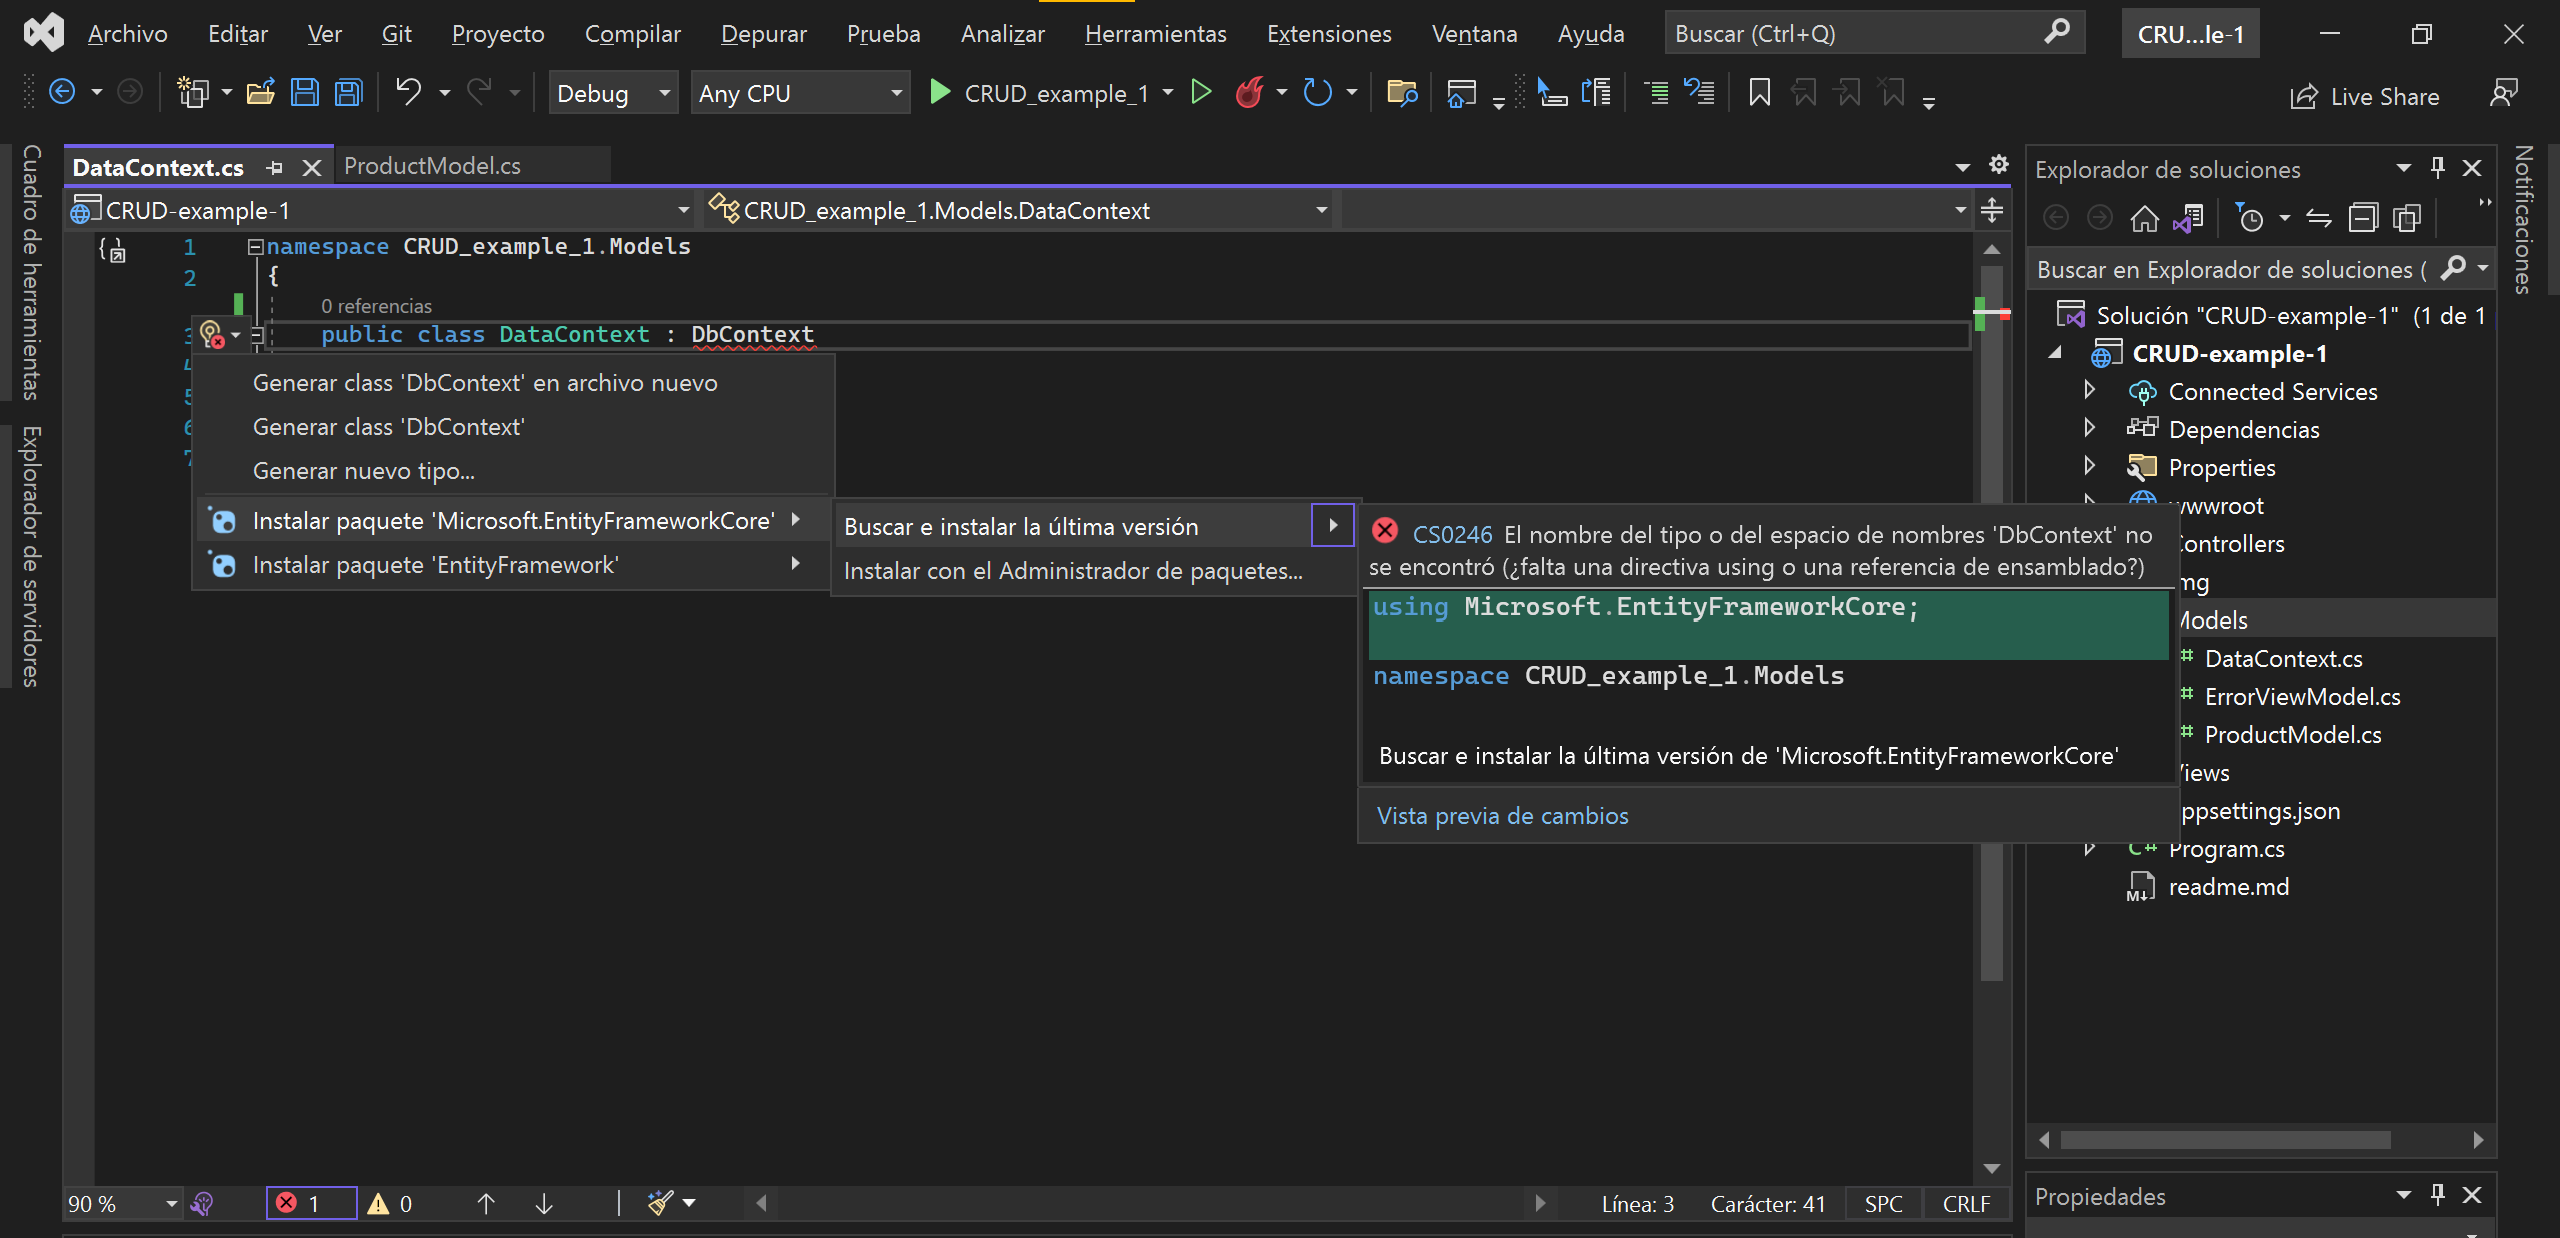 Archivo Editar Ver Git Proyecto Compilar Depurar Prueba Analizar Herramientas Extensiones Ventana Ayuda Buscar (Ctrl+Q) CRU...le-1
Debug Any CPU CRUD_example_1 Live Share
Cuadro de herramientas
Explorador de servidores
DataContext.cs ProductModel.cs
CRUD-example-1 CRUD_example_1.Models.DataContext
1 namespace CRUD_example_1.Models
2 {
0 referencias
3 public class DataContext : DbContext
4
5
6
7
Generar class 'DbContext' en archivo nuevo
Generar class 'DbContext'
Generar nuevo tipo...
Instalar paquete 'Microsoft.EntityFrameworkCore'
Instalar paquete 'EntityFramework'
Buscar e instalar la última versión
Instalar con el Administrador de paquetes...
CS0246 El nombre del tipo o del espacio de nombres 'DbContext' no
se encontró (¿falta una directiva using o una referencia de ensamblado?)
using Microsoft.EntityFrameworkCore;
namespace CRUD_example_1.Models
Buscar e instalar la última versión de 'Microsoft.EntityFrameworkCore'
Vista previa de cambios
Explorador de soluciones
Buscar en Explorador de soluciones (
Solución "CRUD-example-1" (1 de 1
CRUD-example-1
Connected Services
Dependencias
Properties
wwwroot
ontrollers
mg
Models
DataContext.cs
ErrorViewModel.cs
ProductModel.cs
iews
ppsettings.json
C# Program.cs
readme.md
Notificaciones
90 % 1 0 Línea: 3 Carácter: 41 SPC CRLF
Propiedades